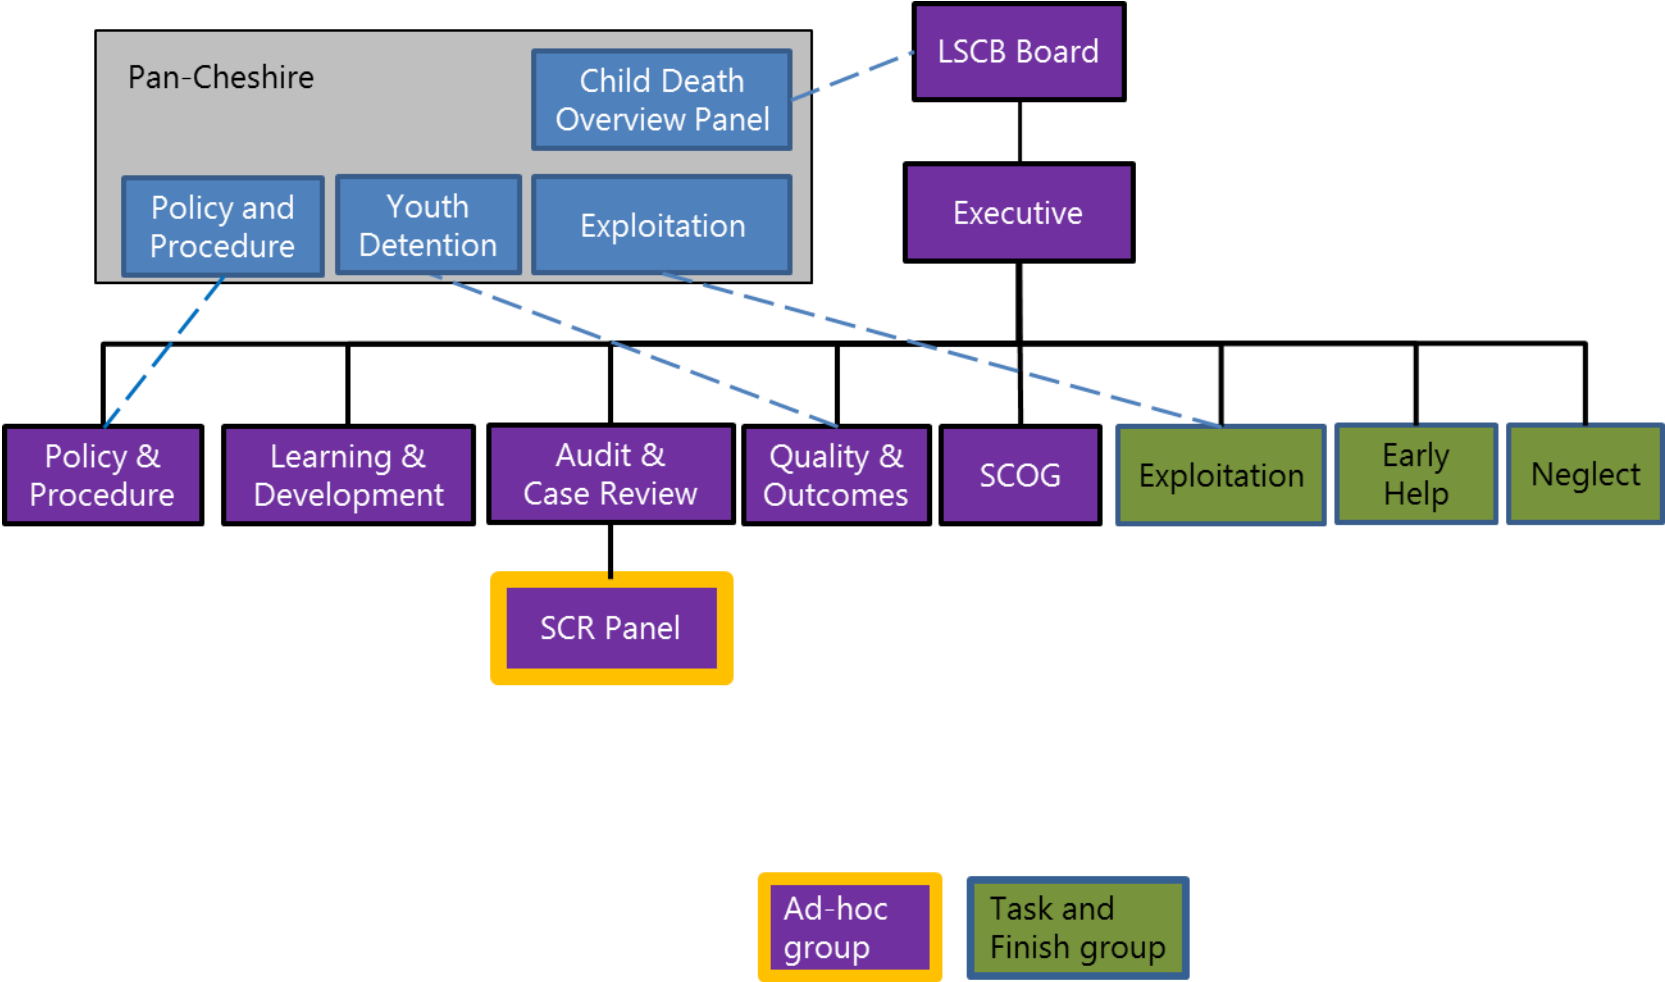 LSCB Board
Pan-Cheshire
Child Death
Overview Panel
Policy and
Procedure
Youth
Detention
Exploitation
Executive
Policy &
Procedure
Learning &
Development
Audit &
Case Review
Quality &
Outcomes
SCOG
Exploitation
Early
Help
Neglect
SCR Panel
Ad-hoc
group
Task and
Finish group